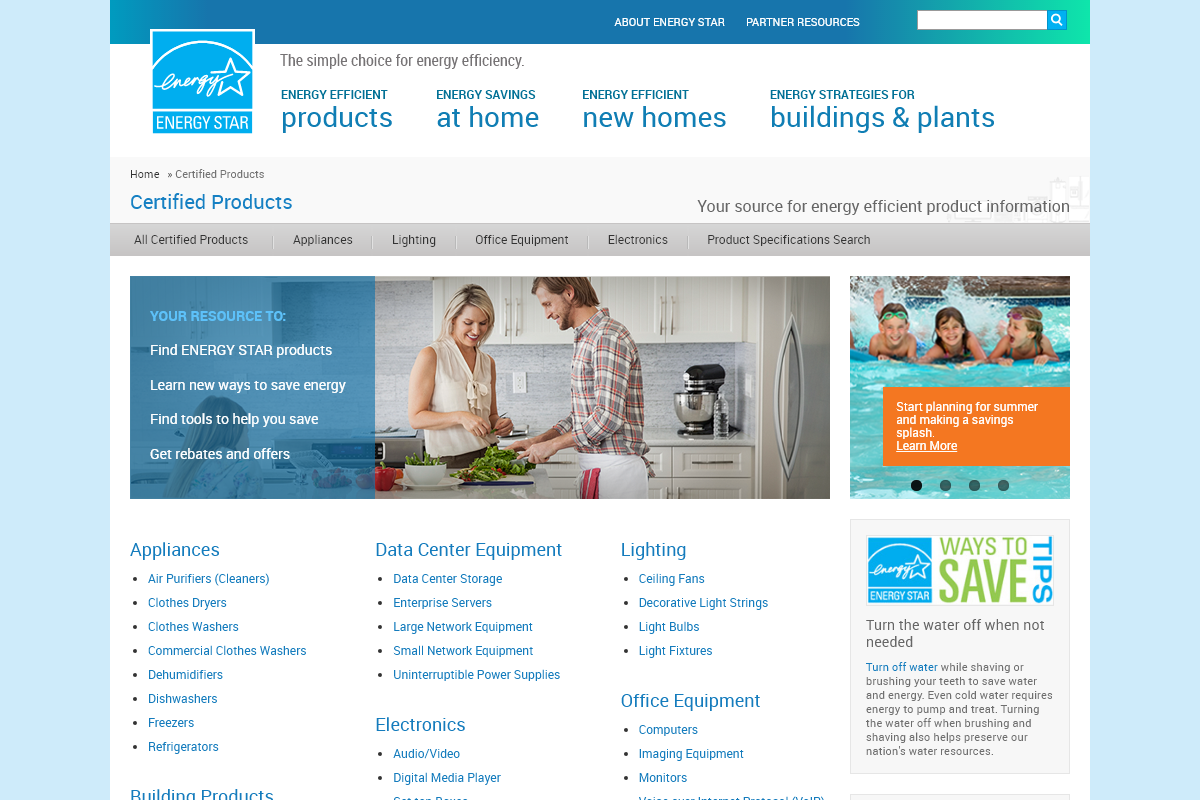 ABOUT ENERGY STAR
PARTNER RESOURCES
energy
ENERGY STAR
The simple choice for energy efficiency.
ENERGY EFFICIENT
products
ENERGY SAVINGS
at home
ENERGY EFFICIENT
new homes
ENERGY STRATEGIES FOR
buildings & plants
Home » Certified Products
Certified Products
Your source for energy efficient product information
All Certified Products
Appliances
Lighting
Office Equipment
Electronics
Product Specifications Search
YOUR RESOURCE TO:
Find ENERGY STAR products
Learn new ways to save energy
Find tools to help you save
Get rebates and offers
Start planning for summer
and making a savings
splash.
Learn More
Appliances
Air Purifiers (Cleaners)
Clothes Dryers
Clothes Washers
Commercial Clothes Washers
Dehumidifiers
Dishwashers
Freezers
Refrigerators
Building Products
Data Center Equipment
Data Center Storage
Enterprise Servers
Large Network Equipment
Small Network Equipment
Uninterruptible Power Supplies
Electronics
Audio/Video
Digital Media Player
Set-top Boxes
Lighting
Ceiling Fans
Decorative Light Strings
Light Bulbs
Light Fixtures
Office Equipment
Computers
Imaging Equipment
Monitors
Voice over Internet Protocol (VoIP)
energy
ENERGY STAR
WAYS TO
SAVE
TIPS
Turn the water off when not
needed
Turn off water while shaving or
brushing your teeth to save water
and energy. Even cold water requires
energy to pump and treat. Turning
the water off when brushing and
shaving also helps preserve our
nation's water resources.